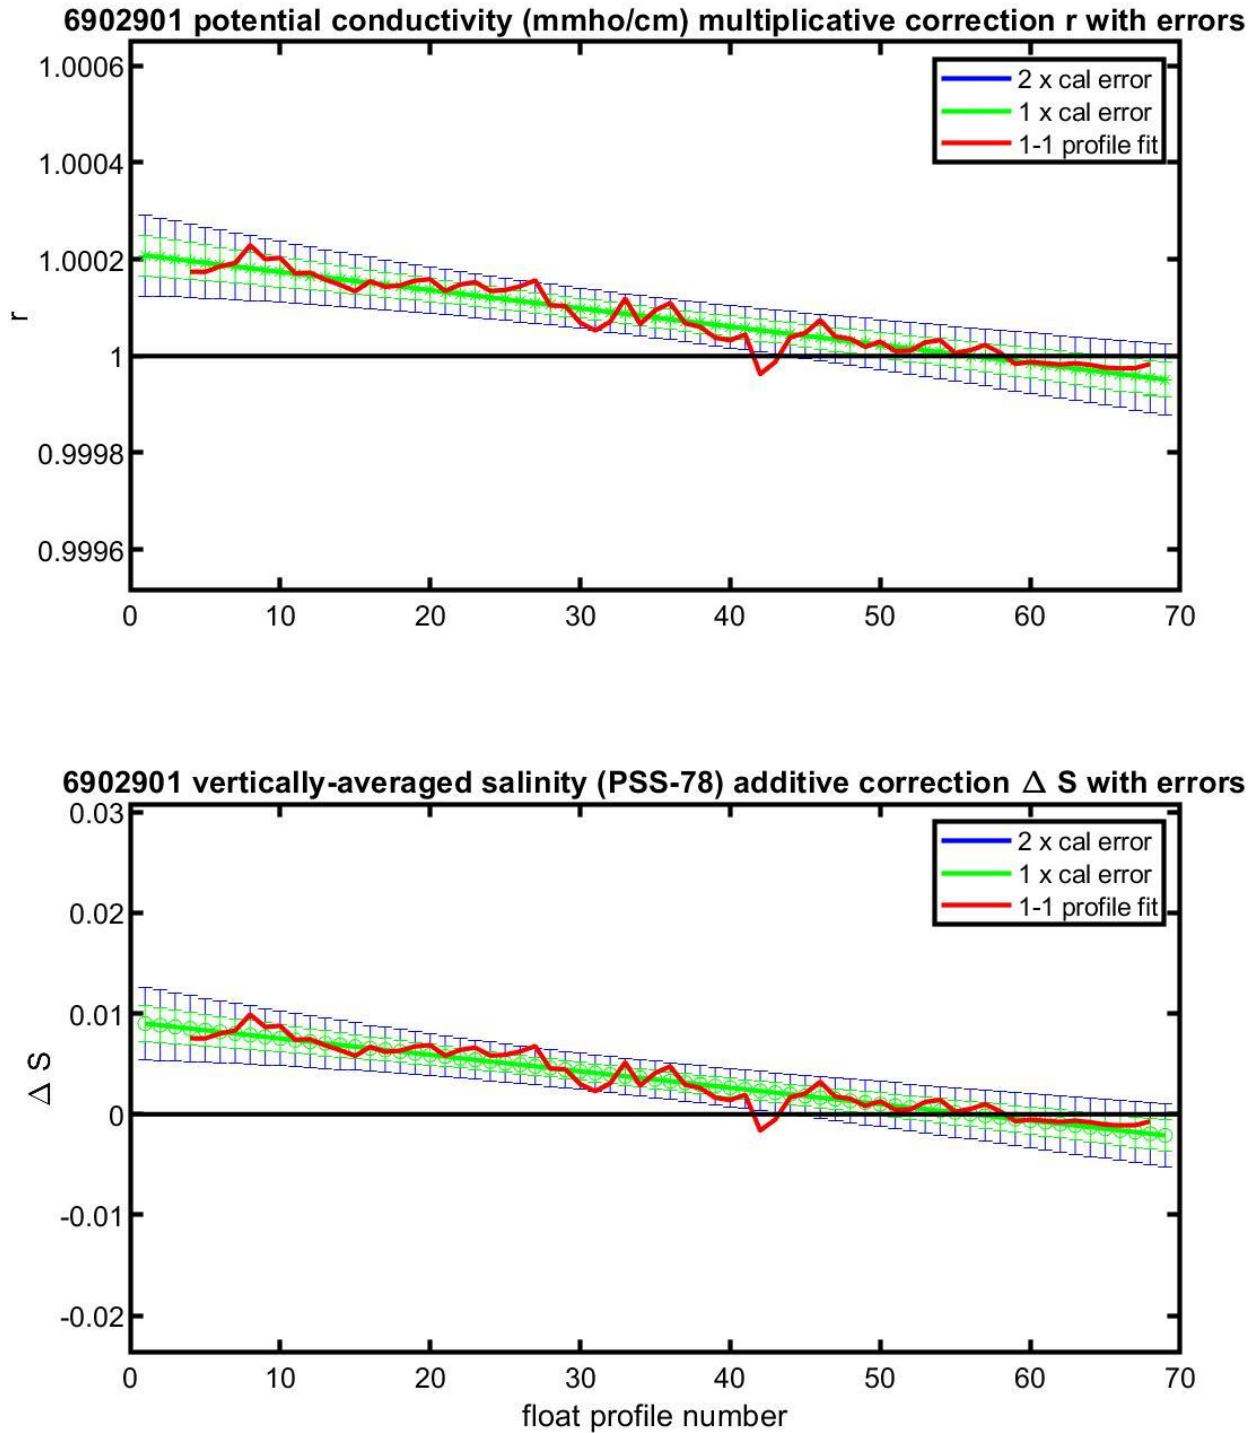 6902901 potential conductivity (mmho/cm) multiplicative correction r with errors
2 x cal error
1 x cal error
1-1 profile fit
1.0006
1.0004
1.0002
1
0.9998
0.9996
r
0 10 20 30 40 50 60 70
6902901 vertically-averaged salinity (PSS-78) additive correction Δ S with errors
2 x cal error
1 x cal error
1-1 profile fit
0.03
0.02
0.01
0
-0.01
-0.02
Δ S
0 10 20 30 40 50 60 70
float profile number